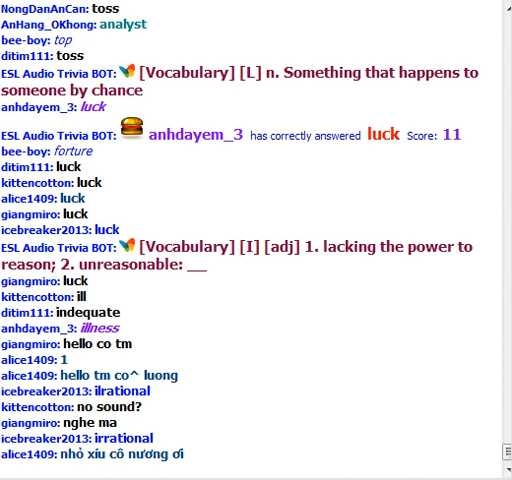 NongDanAnCan: toss
AnHang_OKhong: analyst
bee-boy: top
ditim111: toss
ESL Audio Trivia BOT: [Vocabulary] [L] n. Something that happens to
someone by chance
anhdayem_3: luck
ESL Audio Trivia BOT: anhdayem_3 has correctly answered luck Score: 11
bee-boy: forture
ditim111: luck
kittencotton: luck
alice1409: luck
giangmiro: luck
icebreaker2013: luck
ESL Audio Trivia BOT: [Vocabulary] [I] [adj] 1. lacking the power to
reason; 2. unreasonable: __
giangmiro: luck
kittencotton: ill
ditim111: indequate
anhdayem_3: illness
giangmiro: hello co tm
alice1409: 1
alice1409: hello tm co^ luong
icebreaker2013: ilrational
kittencotton: no sound?
giangmiro: nghe ma
icebreaker2013: irrational
alice1409: nhỏ xíu cô nương ơi